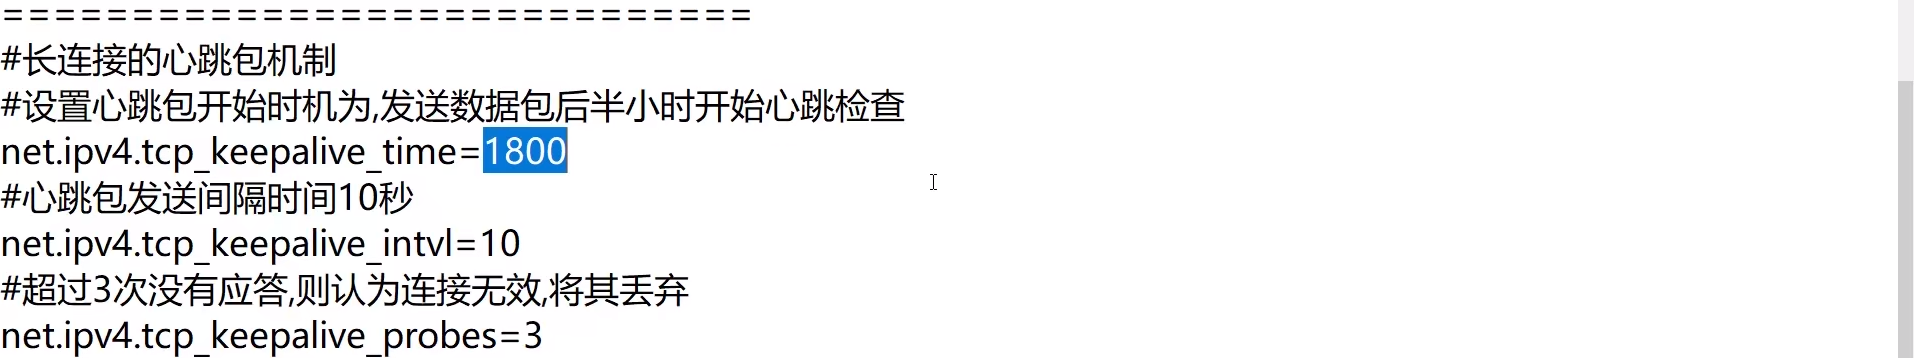 =============================
#长连接的心跳包机制
#设置心跳包开始时机为,发送数据包后半小时开始心跳检查
net.ipv4.tcp_keepalive_time=1800
#心跳包发送间隔时间10秒
net.ipv4.tcp_keepalive_intvl=10
#超过3次没有应答,则认为连接无效,将其丢弃
net.ipv4.tcp_keepalive_probes=3